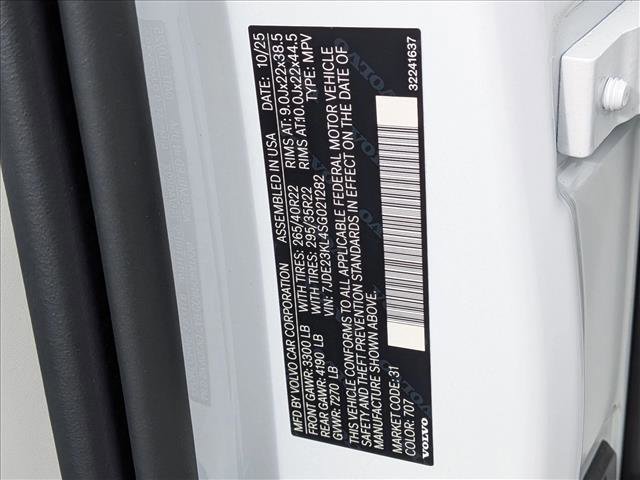 MFD BY VOLVO CAR CORPORATION ASSEMBLED IN USA DATE: 10/25
FRONT GAWR: 3300 LB WITH TIRES: 265/40R22 RIMS AT: 9.0Jx22x38.5
REAR GAWR: 4190 LB WITH TIRES: 295/35R22 RIMS AT:10.0Jx22x44.5
GVWR: 7270 LB VIN: 7JDE23KL4SG021282 TYPE: MPV
THIS VEHICLE CONFORMS TO ALL APPLICABLE FEDERAL MOTOR VEHICLE
SAFETY AND THEFT PREVENTION STANDARDS IN EFFECT ON THE DATE OF
MANUFACTURE SHOWN ABOVE.
MARKET CODE: 31
COLOR: 707
32241637
VOLVO